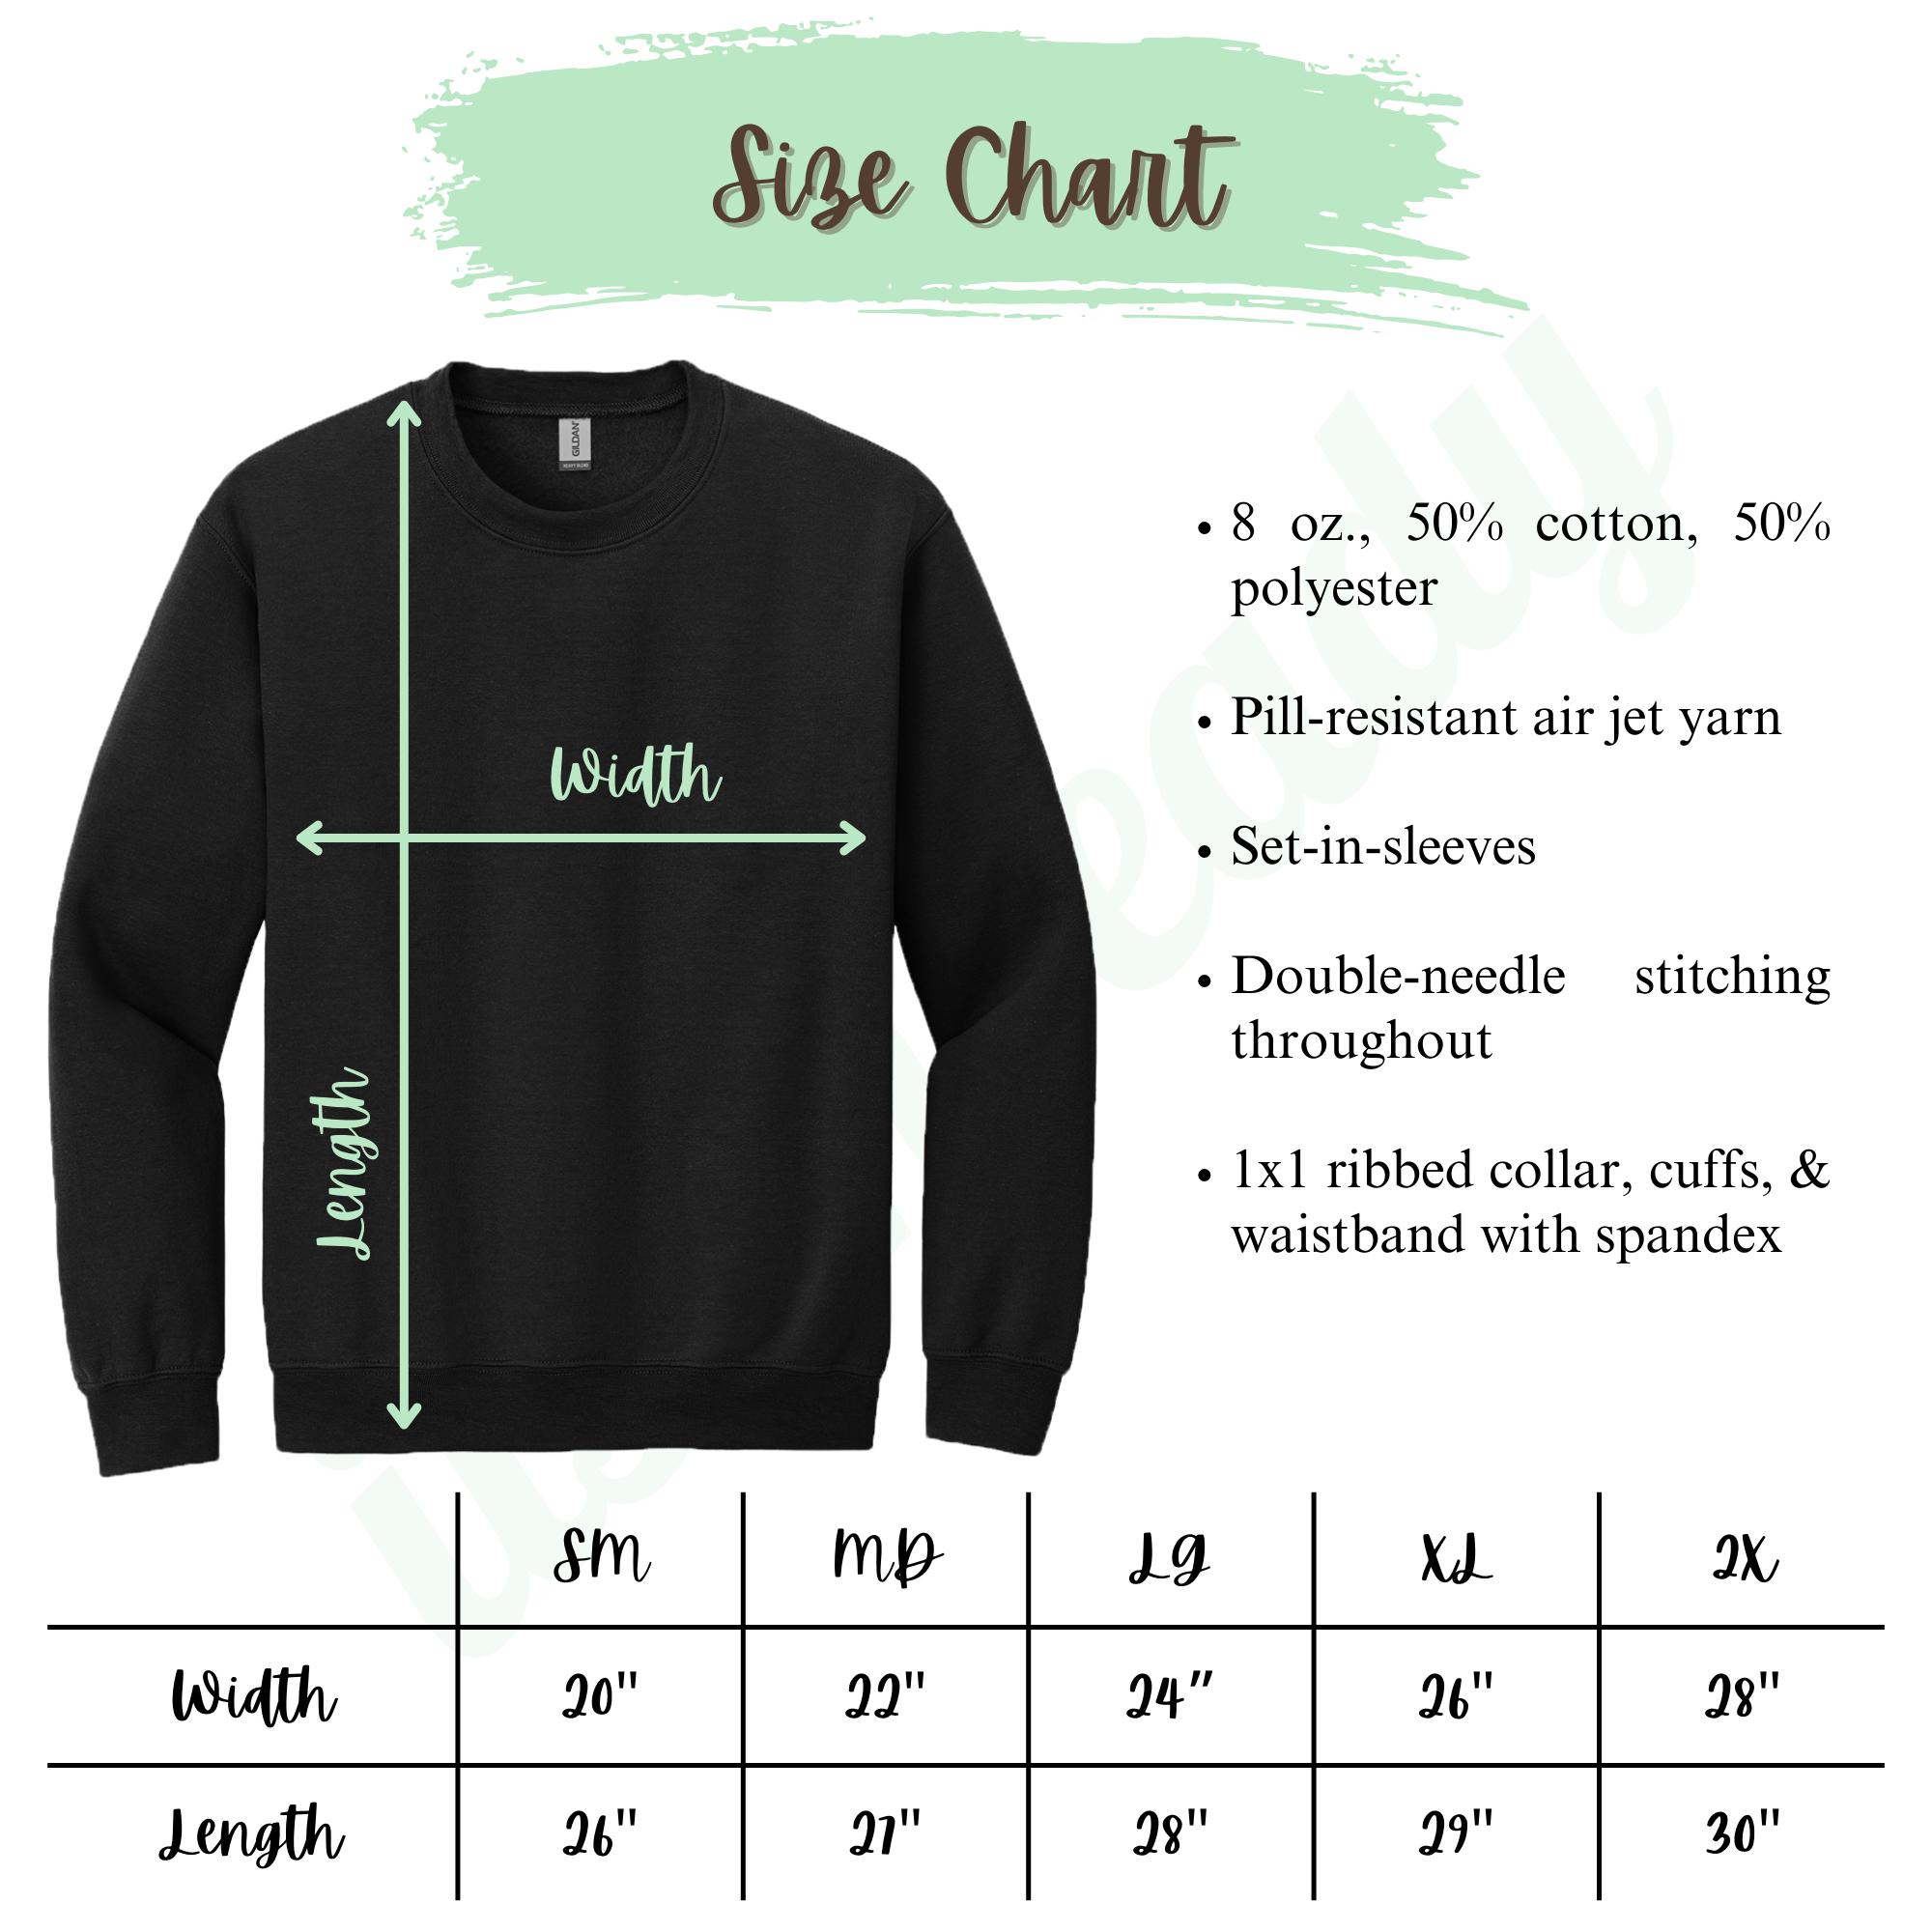 Size Chart
GILDAN
HEAVY BLEND
Width
Length
• 8 oz., 50% cotton, 50%
polyester
• Pill-resistant air jet yarn
• Set-in-sleeves
• Double-needle stitching
throughout
• 1x1 ribbed collar, cuffs, &
waistband with spandex
SM MD LG XL 2X
Width 20" 22" 24" 26" 28"
Length 26" 27" 28" 29" 30"